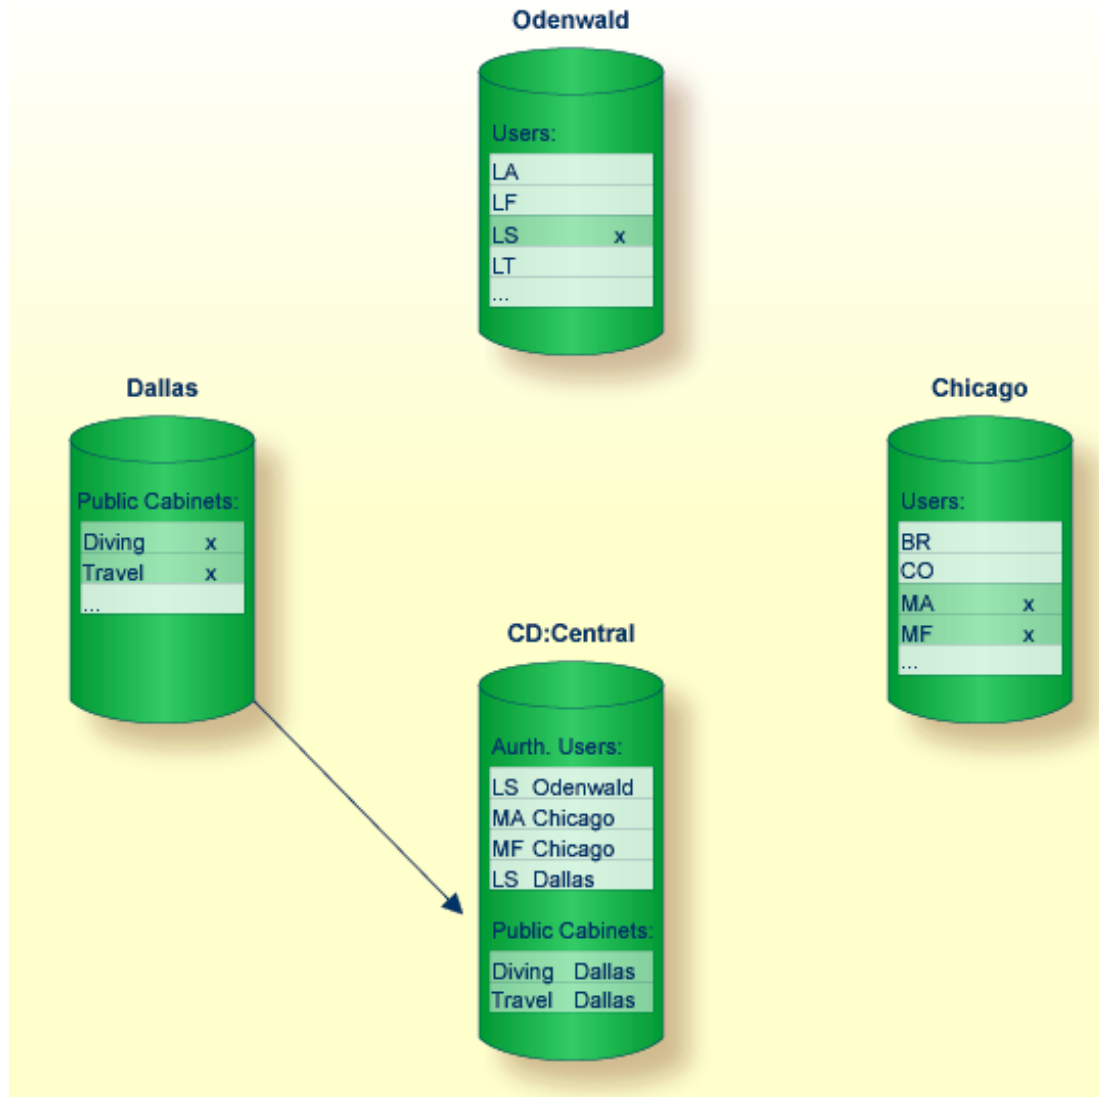 Odenwald
Users:
LA
LF
LS x
LT
...
Dallas
Public Cabinets:
Diving x
Travel x
...
Chicago
Users:
BR
CO
MA x
MF x
...
CD:Central
Aurth. Users:
LS Odenwald
MA Chicago
MF Chicago
LS Dallas
Public Cabinets:
Diving Dallas
Travel Dallas